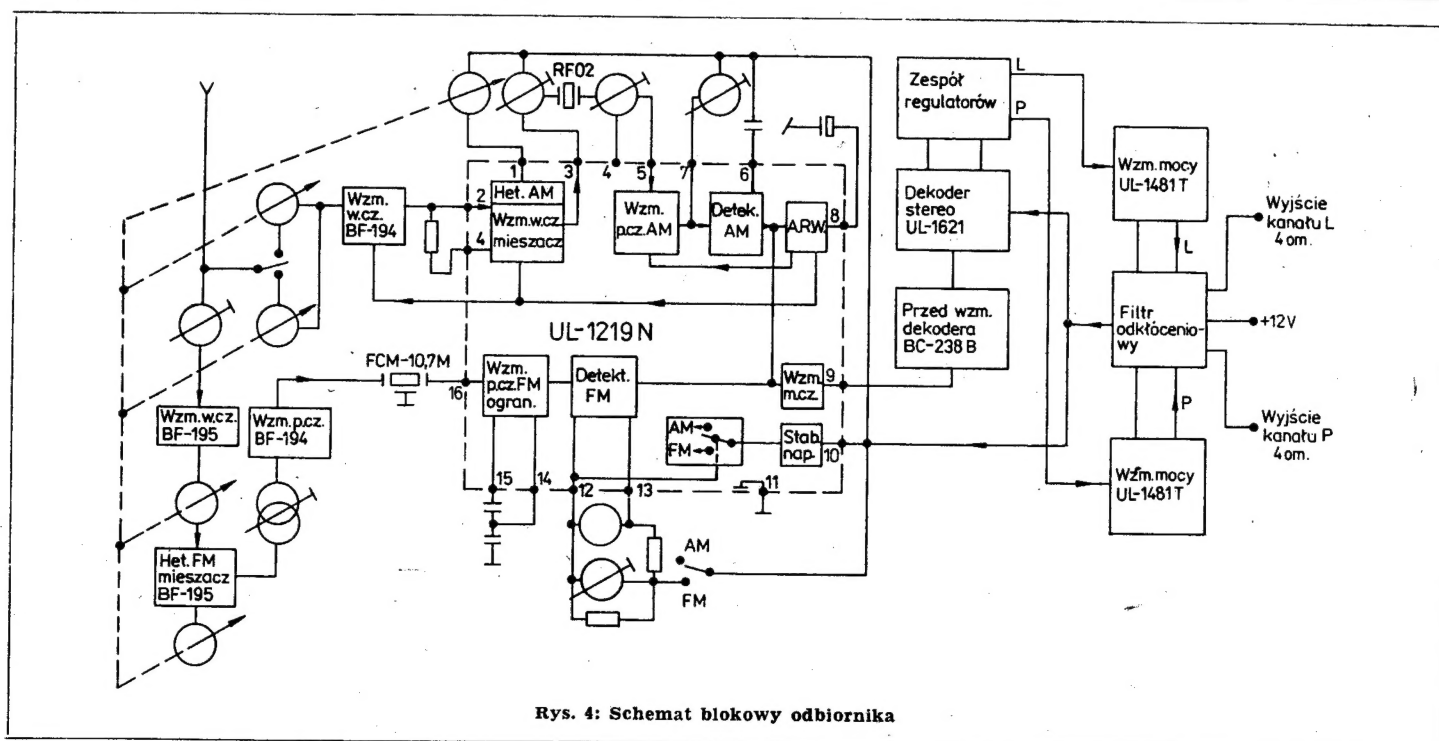 RF02
Zespół
regulatorów
L
P
Wzm. mocy
UL-1481 T
1
3
4
5
7
6
Wzm.
w.cz.
BF-194
2
4
Het. AM
Wzm.w.cz.
mieszacz
Wzm.
p.cz. AM
Detek.
AM
ARW.
8
Dekoder
stereo
UL-1621
L
Wyjście
kanału L
4 om.
UL-1219 N
Przed wzm.
dekodera
BC-238 B
Filtr
odkłócenio-
wy
+12V
FCM-10,7M
16
Wzm.
p.cz. FM
ogran.
Detekt.
FM
Wzm.
m.cz.
9
Wzm.w.cz.
BF-195
Wzm.p.cz.
BF-194
AM
FM
Stab.
nap.
10
P
Wyjście
kanału P
4om.
15
14
12
13
11
Wzm. mocy
UL-1481 T
Het. FM
mieszacz
BF-195
AM
FM
Rys. 4: Schemat blokowy odbiornika